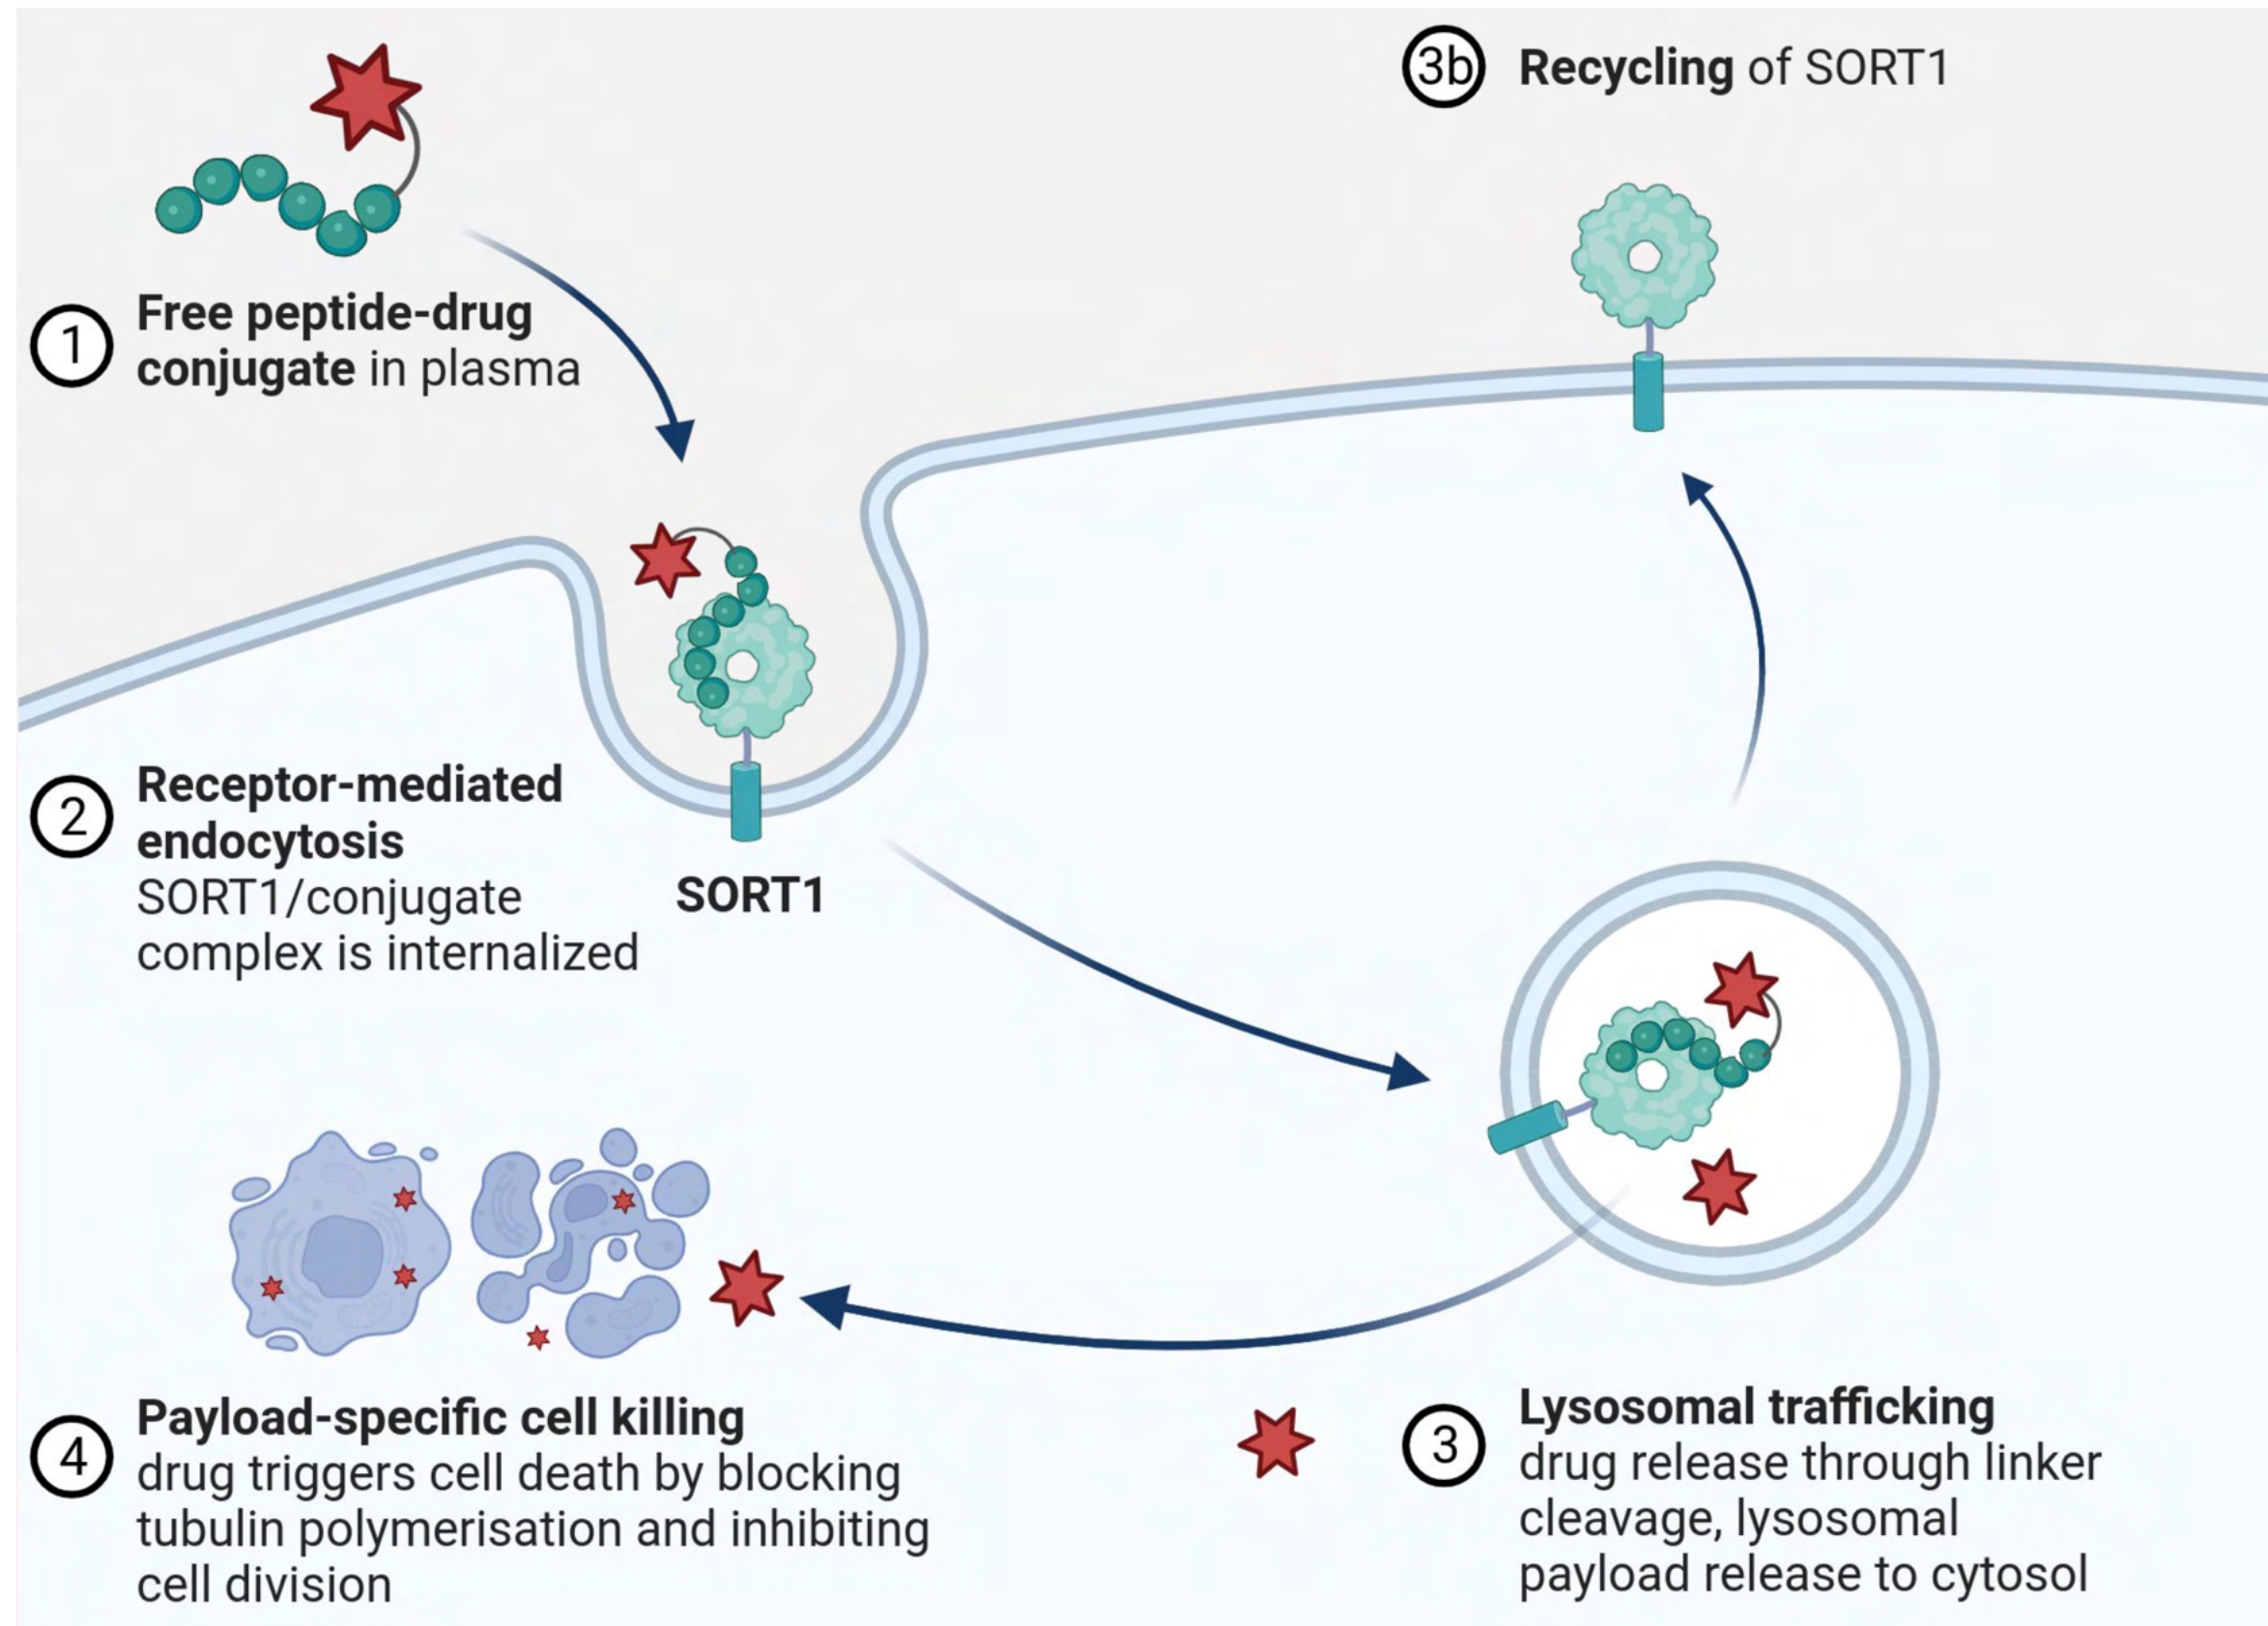 1
Free peptide-drug
conjugate in plasma
2
Receptor-mediated
endocytosis
SORT1/conjugate
complex is internalized
SORT1
3b
Recycling of SORT1
3
Lysosomal trafficking
drug release through linker
cleavage, lysosomal
payload release to cytosol
4
Payload-specific cell killing
drug triggers cell death by blocking
tubulin polymerisation and inhibiting
cell division